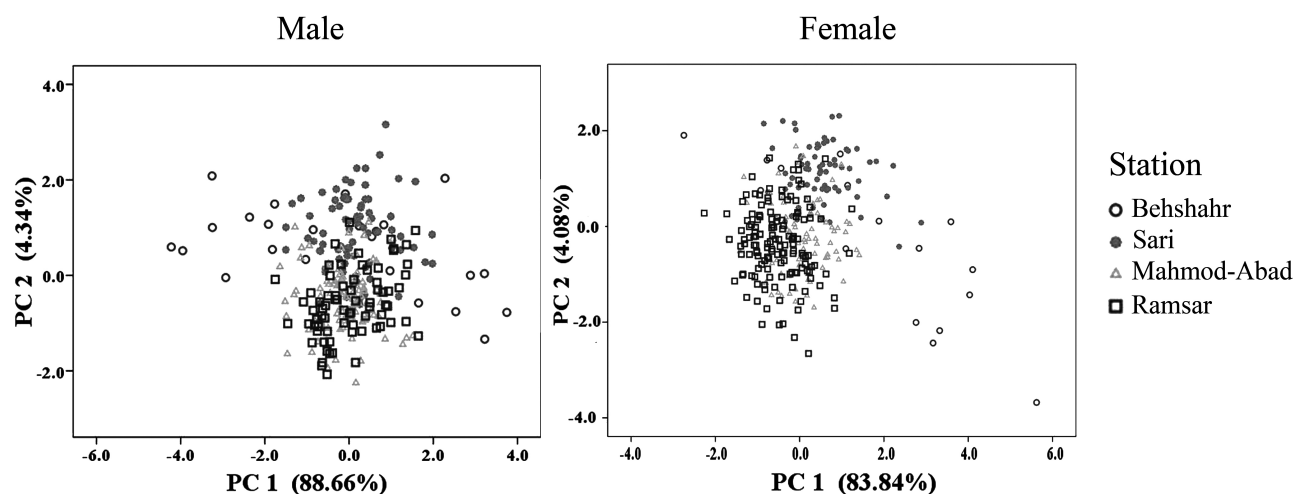 Male
4.0
2.0
0.0
-2.0
PC 2 (4.34%)
-6.0 -4.0 -2.0 0.0 2.0 4.0
PC 1 (88.66%)
Female
2.0
0.0
-2.0
-4.0
PC 2 (4.08%)
-4.0 -2.0 0.0 2.0 4.0 6.0
PC 1 (83.84%)
Station
Behshahr
Sari
Mahmod-Abad
Ramsar